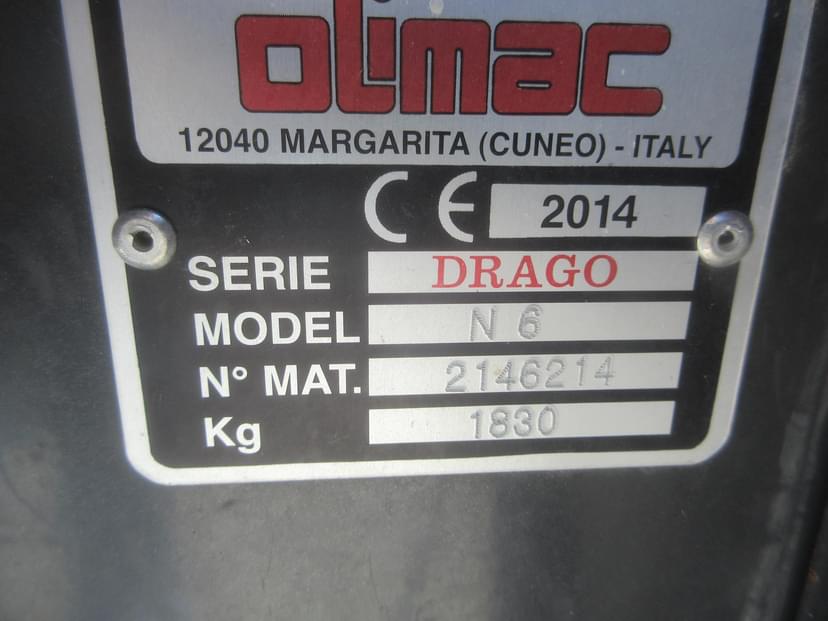 olimac
12040 MARGARITA (CUNEO) - ITALY
CE 2014
SERIE DRAGO
MODEL N 6
N° MAT. 2146214
Kg 1830